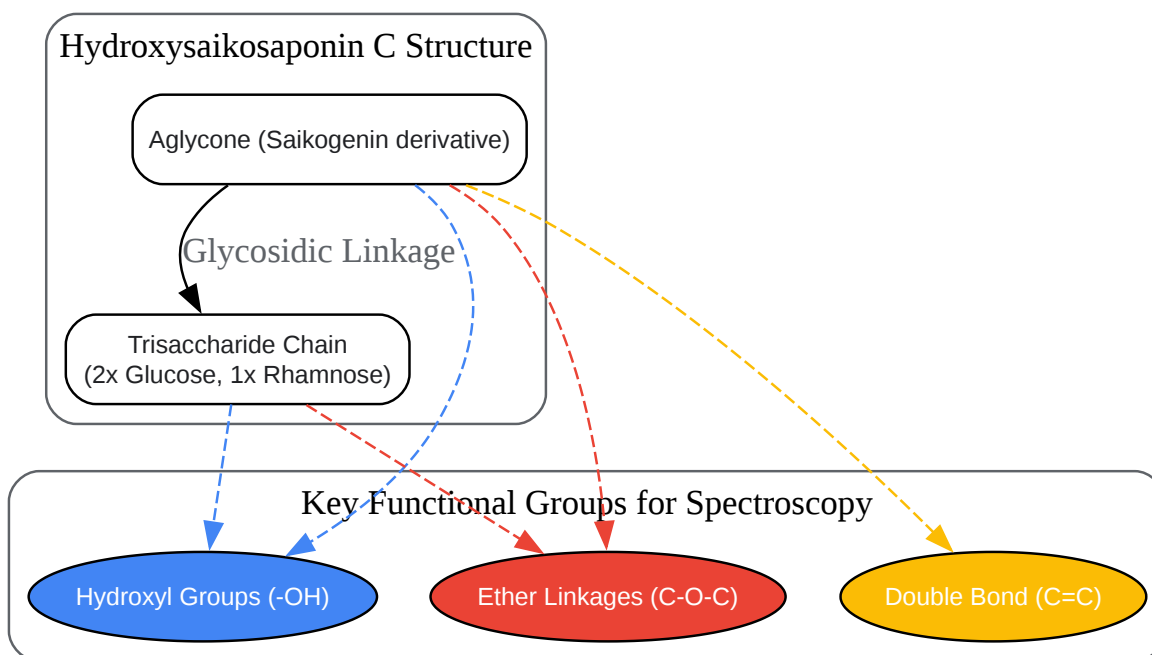 Hydroxysaikosaponin C Structure
Aglycone (Saikogenin derivative)
Glycosidic Linkage
Trisaccharide Chain
(2x Glucose, 1x Rhamnose)
Key Functional Groups for Spectroscopy
Hydroxyl Groups (-OH)
Ether Linkages (C-O-C)
Double Bond (C=C)